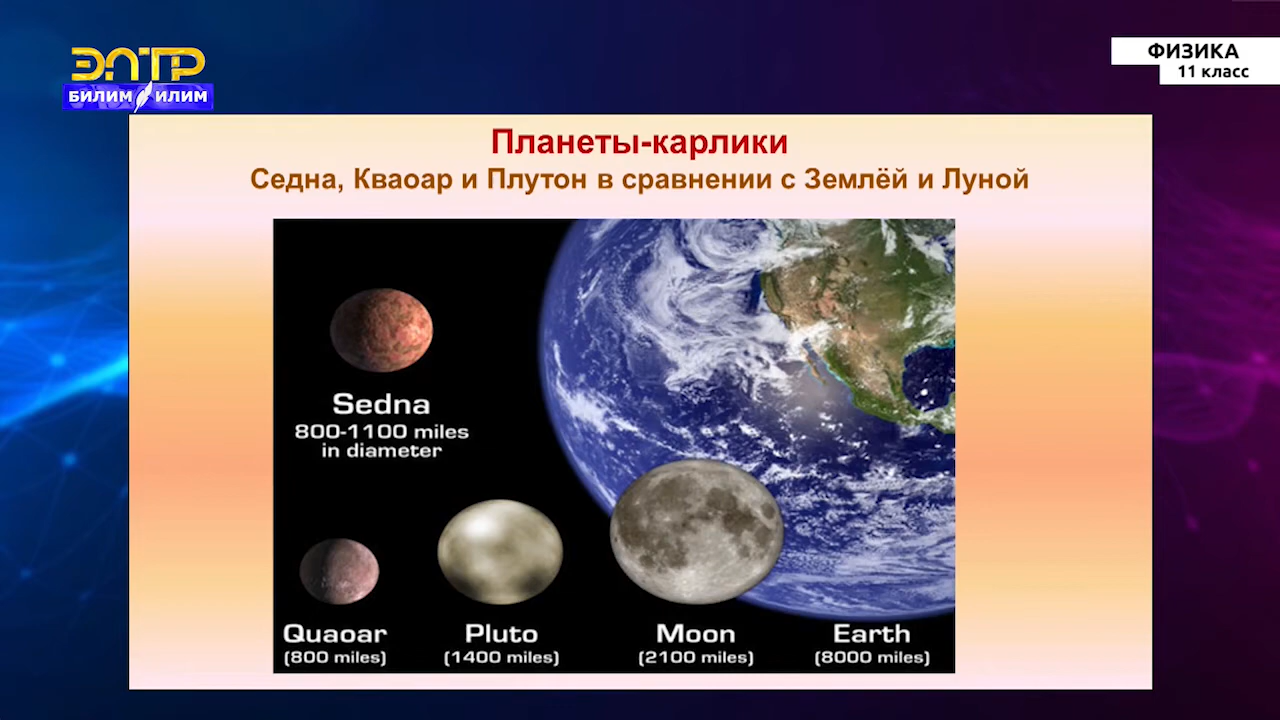 ЭЛТР
БИЛИМ ИЛИМ
ФИЗИКА
11 класс
Планеты-карлики
Седна, Кваоар и Плутон в сравнении с Землёй и Луной
Sedna
800-1100 miles
in diameter
Quaoar
(800 miles)
Pluto
(1400 miles)
Moon
(2100 miles)
Earth
(8000 miles)